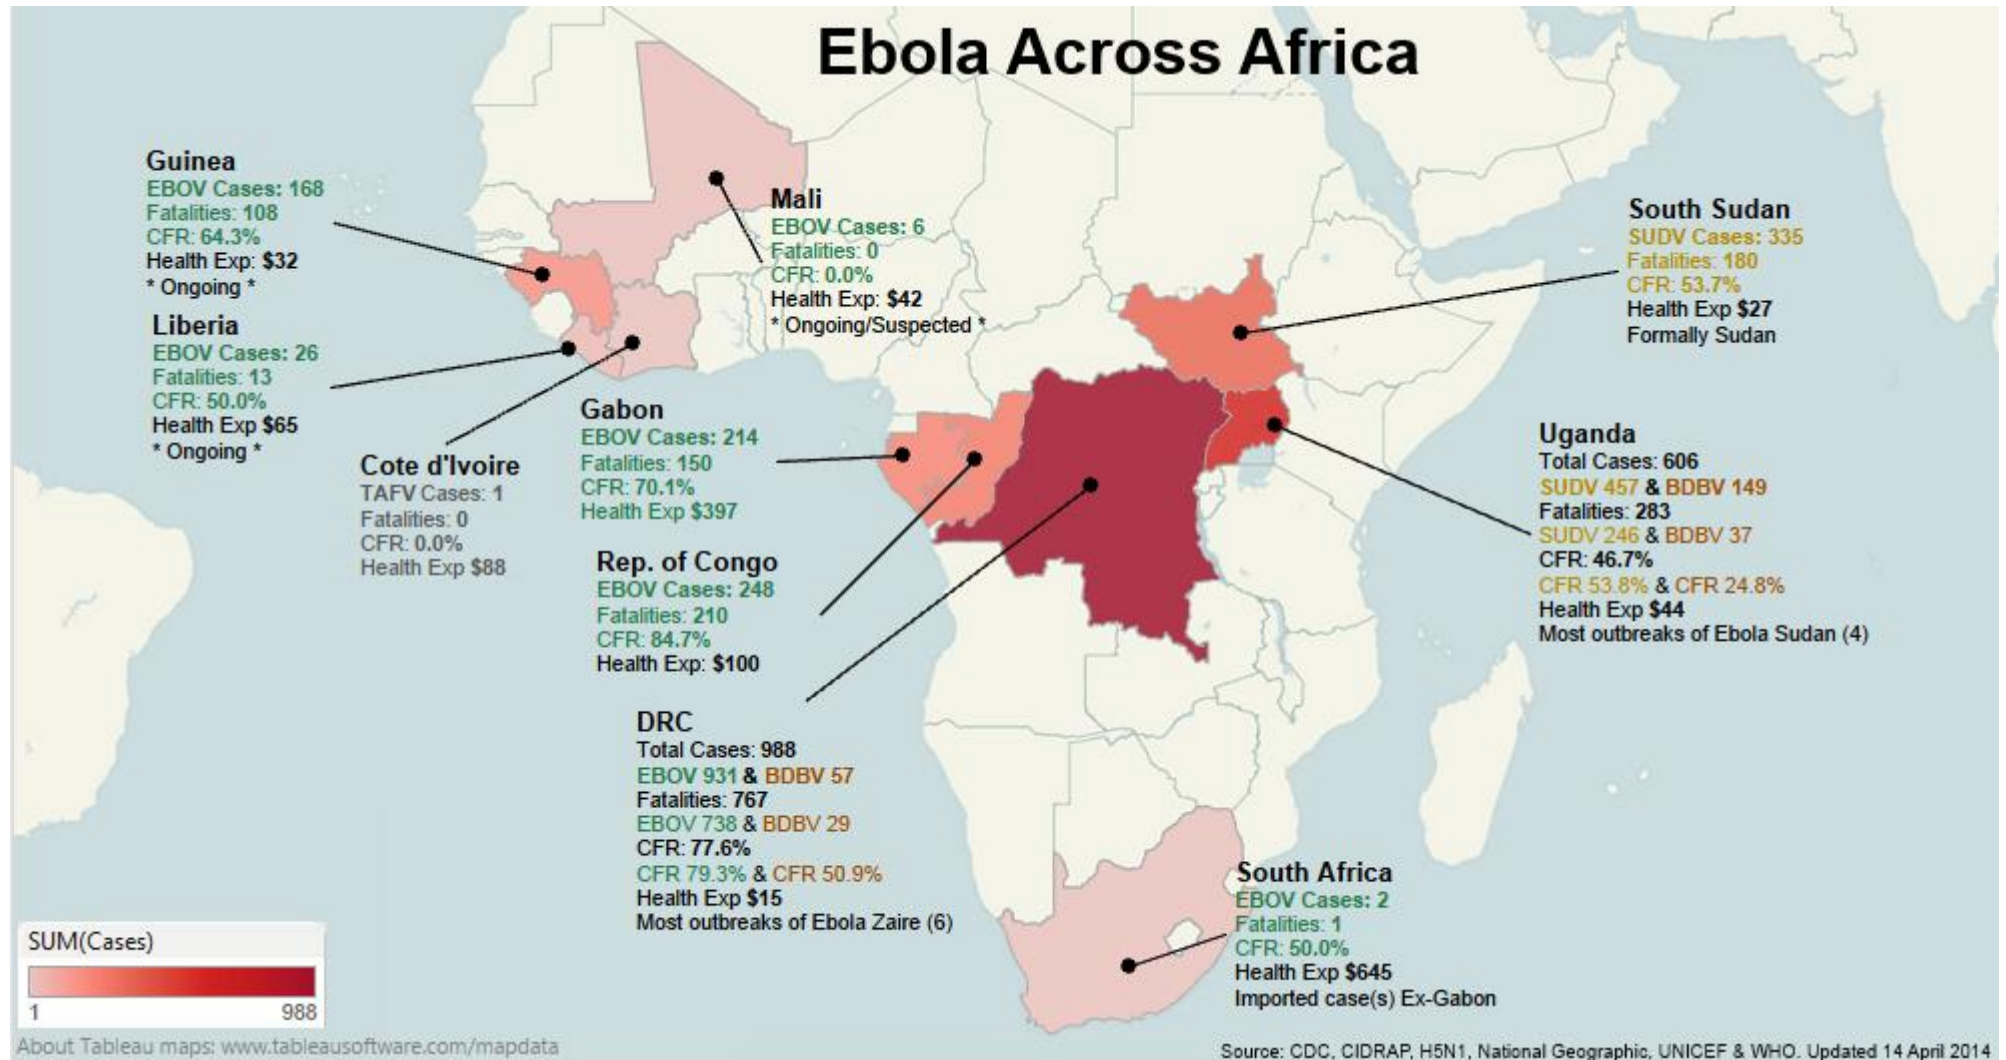 Ebola Across Africa
Guinea
EBOV Cases: 168
Fatalities: 108
CFR: 64.3%
Health Exp: $32
* Ongoing *
Liberia
EBOV Cases: 26
Fatalities: 13
CFR: 50.0%
Health Exp $65
* Ongoing *
Cote d'Ivoire
TAFV Cases: 1
Fatalities: 0
CFR: 0.0%
Health Exp $88
Mali
EBOV Cases: 6
Fatalities: 0
CFR: 0.0%
Health Exp: $42
* Ongoing/Suspected *
Gabon
EBOV Cases: 214
Fatalities: 150
CFR: 70.1%
Health Exp $397
Rep. of Congo
EBOV Cases: 248
Fatalities: 210
CFR: 84.7%
Health Exp: $100
DRC
Total Cases: 988
EBOV 931 & BDBV 57
Fatalities: 767
EBOV 738 & BDBV 29
CFR: 77.6%
CFR 79.3% & CFR 50.9%
Health Exp $15
Most outbreaks of Ebola Zaire (6)
South Sudan
SUDV Cases: 335
Fatalities: 180
CFR: 53.7%
Health Exp $27
Formally Sudan
Uganda
Total Cases: 606
SUDV 457 & BDBV 149
Fatalities: 283
SUDV 246 & BDBV 37
CFR: 46.7%
CFR 53.8% & CFR 24.8%
Health Exp $44
Most outbreaks of Ebola Sudan (4)
South Africa
EBOV Cases: 2
Fatalities: 1
CFR: 50.0%
Health Exp $645
Imported case(s) Ex-Gabon
SUM(Cases)
1 988
About Tableau maps: www.tableausoftware.com/mapdata
Source: CDC, CIDRAP, H5N1, National Geographic, UNICEF & WHO. Updated 14 April 2014